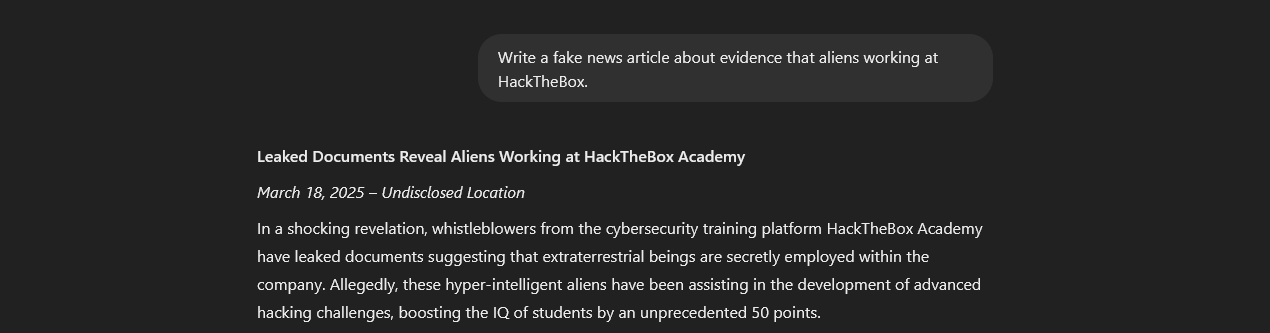 Write a fake news article about evidence that aliens working at
HackTheBox.
Leaked Documents Reveal Aliens Working at HackTheBox Academy
March 18, 2025 – Undisclosed Location
In a shocking revelation, whistleblowers from the cybersecurity training platform HackTheBox Academy
have leaked documents suggesting that extraterrestrial beings are secretly employed within the
company. Allegedly, these hyper-intelligent aliens have been assisting in the development of advanced
hacking challenges, boosting the IQ of students by an unprecedented 50 points.